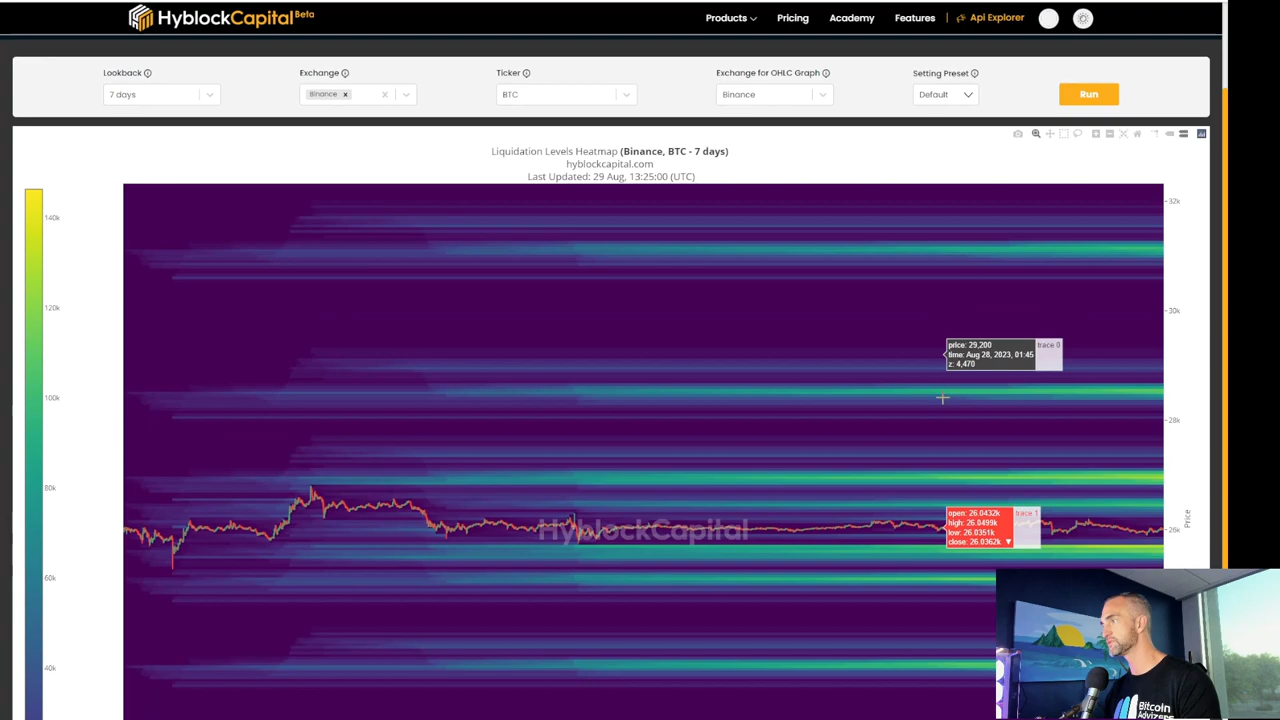 HyblockCapital Beta
Products
Pricing
Academy
Features
Api Explorer
Lookback
Exchange
Ticker
Exchange for OHLC Graph
Setting Preset
7 days
Binance ×
BTC
Binance
Default
Run
Liquidation Levels Heatmap (Binance, BTC - 7 days)
hyblockcapital.com
Last Updated: 29 Aug, 13:25:00 (UTC)
140k
120k
100k
80k
60k
40k
32k
30k
28k
26k
Price
price: 29,200
time: Aug 28, 2023, 01:45
z: 4,470
trace 0
HyblockCapital
open: 26.0432k
high: 26.0499k
low: 26.0351k
close: 26.0362k ▼
trace 1
Bitcoin